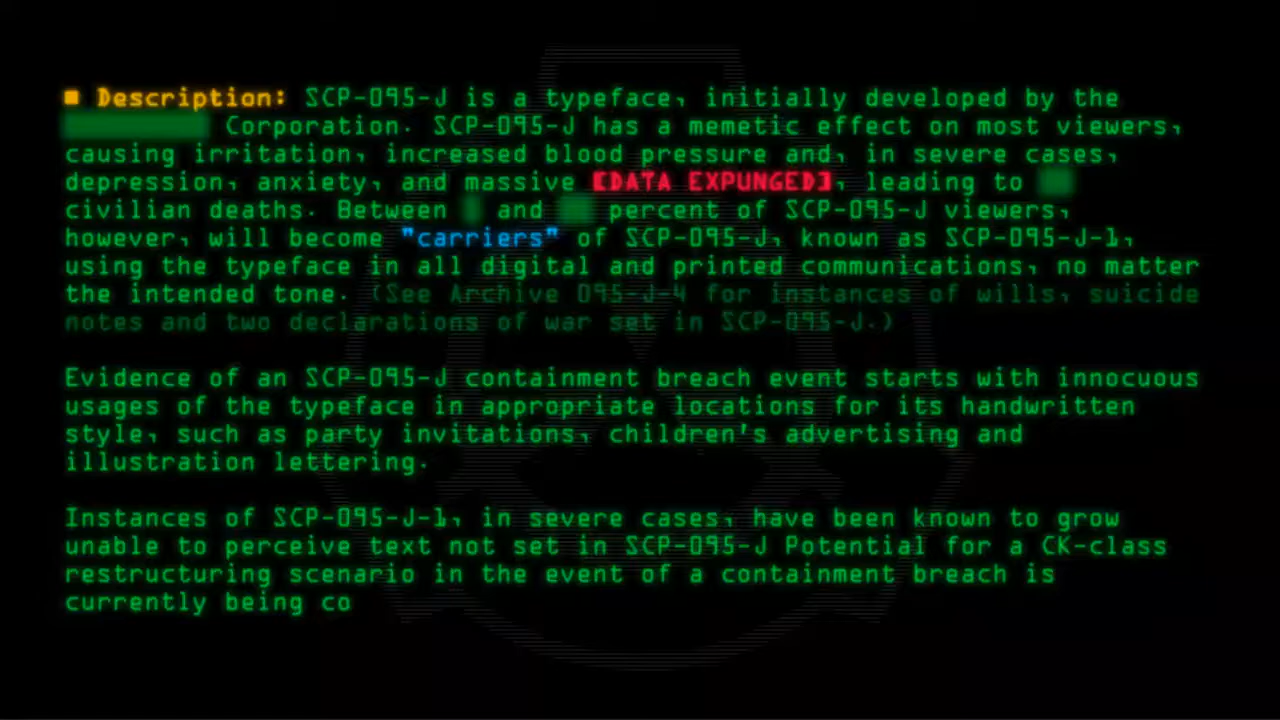 ■ Description: SCP-095-J is a typeface, initially developed by the
Corporation. SCP-095-J has a memetic effect on most viewers,
causing irritation, increased blood pressure and, in severe cases,
depression, anxiety, and massive [DATA EXPUNGED], leading to
civilian deaths. Between and percent of SCP-095-J viewers,
however, will become "carriers" of SCP-095-J, known as SCP-095-J-1,
using the typeface in all digital and printed communications, no matter
the intended tone. (See Archive 095-J-4 for instances of wills, suicide
notes and two declarations of war set in SCP-095-J.)
Evidence of an SCP-095-J containment breach event starts with innocuous
usages of the typeface in appropriate locations for its handwritten
style, such as party invitations, children's advertising and
illustration lettering.
Instances of SCP-095-J-1, in severe cases, have been known to grow
unable to perceive text not set in SCP-095-J Potential for a CK-class
restructuring scenario in the event of a containment breach is
currently being co